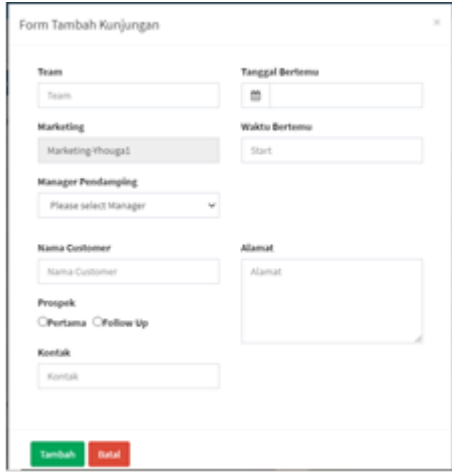 Form Tambah Kunjungan
×
Team
Team
Marketing
Marketing-Yhouga1
Manager Pendamping
Please select Manager
Tanggal Bertemu
Waktu Bertemu
Start
Nama Customer
Nama Customer
Prospek
Pertama Follow Up
Kontak
Kontak
Alamat
Alamat
Tambah Batal